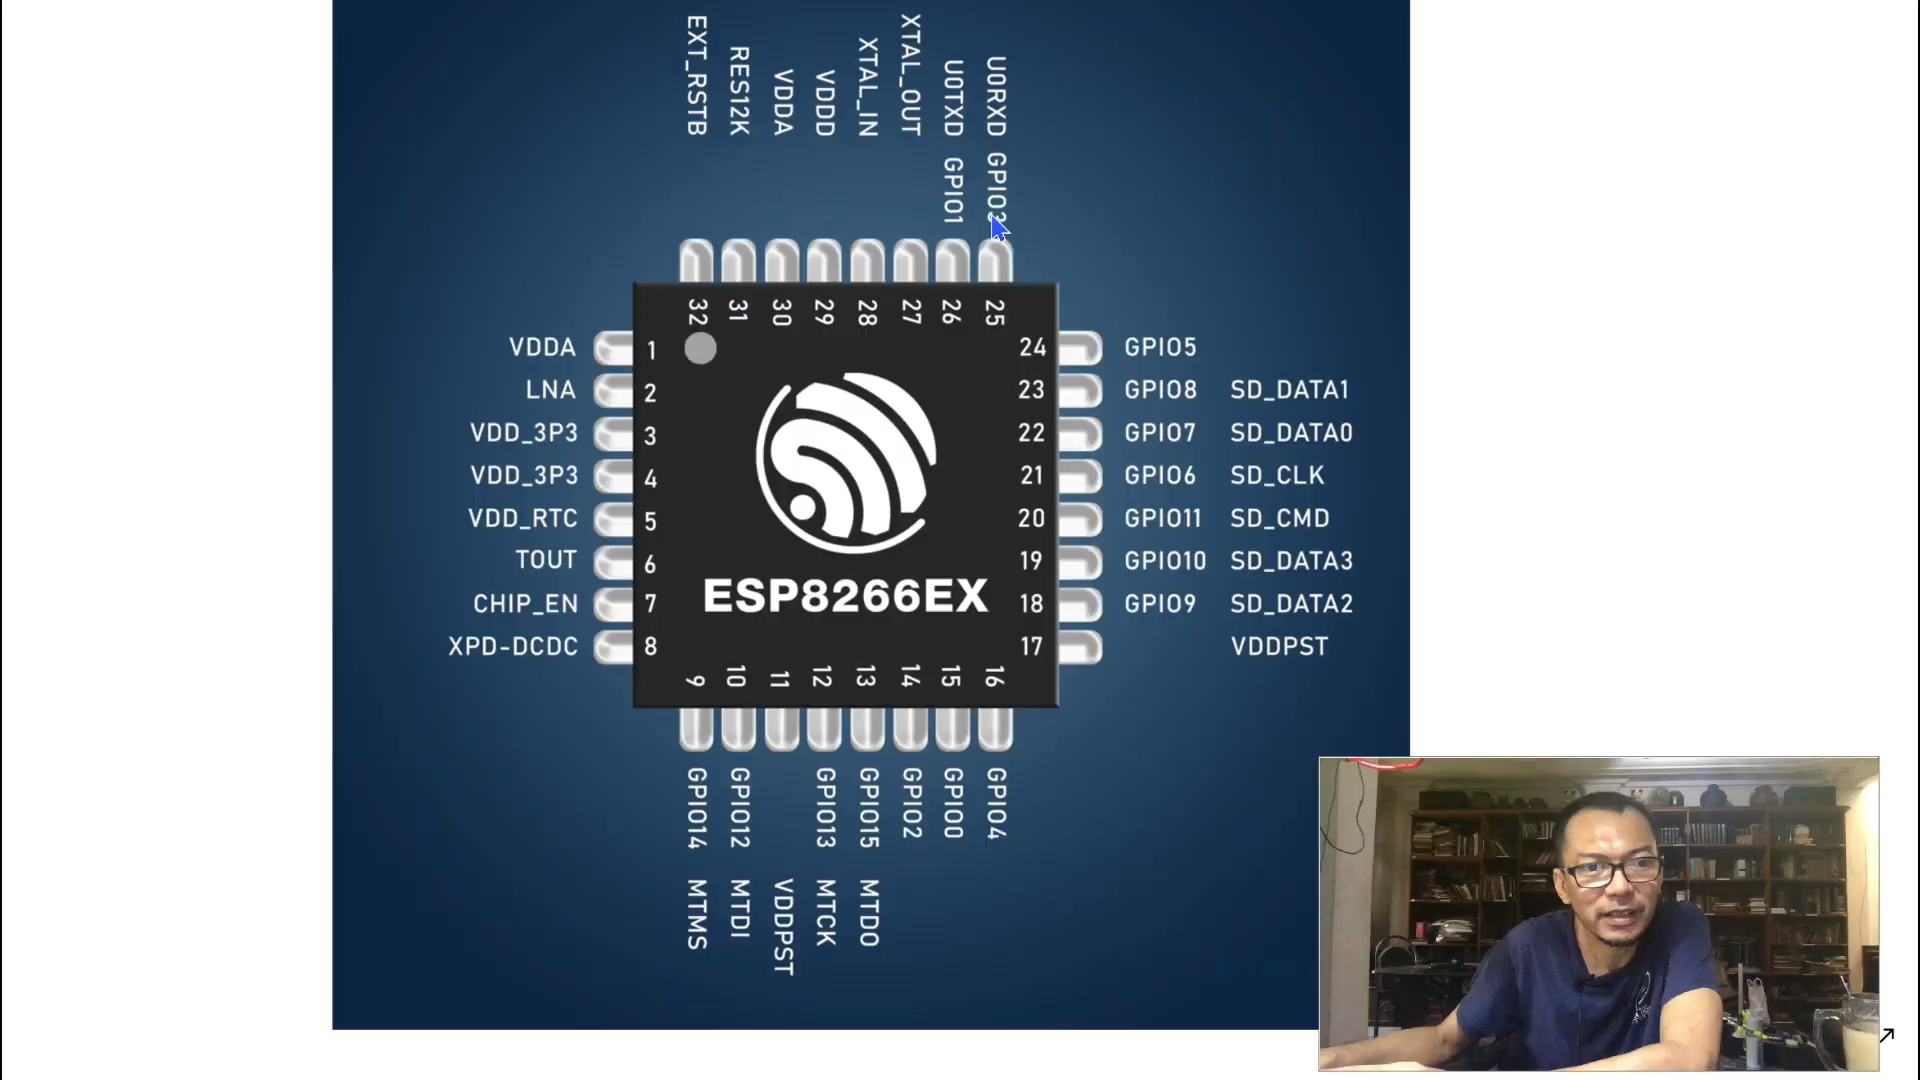 EXT_RSTB
RES12K
VDDA
VDDD
XTAL_IN
XTAL_OUT
U0TXD GPIO1
U0RXD GPIO3
32 31 30 29 28 27 26 25
VDDA 1
LNA 2
VDD_3P3 3
VDD_3P3 4
VDD_RTC 5
TOUT 6
CHIP_EN 7
XPD-DCDC 8
24 GPIO5
23 GPIO8 SD_DATA1
22 GPIO7 SD_DATA0
21 GPIO6 SD_CLK
20 GPIO11 SD_CMD
19 GPIO10 SD_DATA3
18 GPIO9 SD_DATA2
17 VDDPST
ESP8266EX
9 10 11 12 13 14 15 16
GPIO14 MTMS
GPIO12 MTDI
VDDPST
GPIO13 MTCK
GPIO15 MTDO
GPIO2
GPIO0
GPIO4